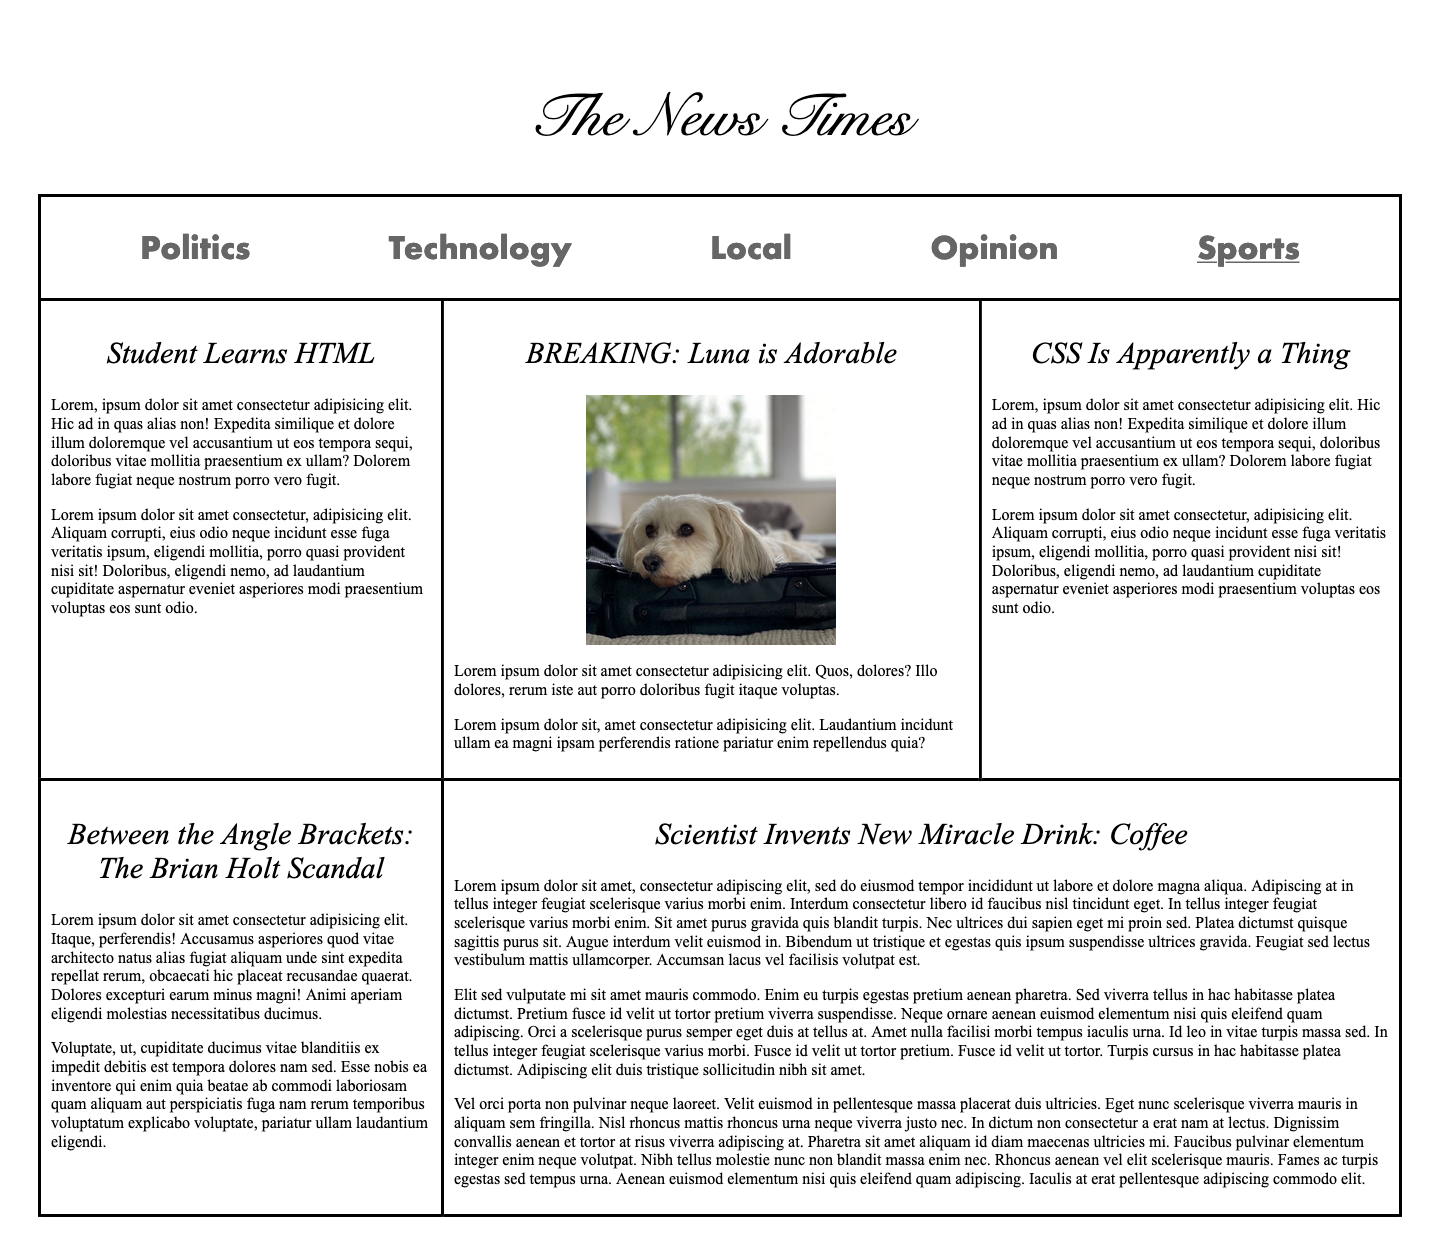 The News Times
Politics Technology Local Opinion Sports
Student Learns HTML
Lorem, ipsum dolor sit amet consectetur adipisicing elit.
Hic ad in quas alias non! Expedita similique et dolore
illum doloremque vel accusantium ut eos tempora sequi,
doloribus vitae mollitia praesentium ex ullam? Dolorem
labore fugiat neque nostrum porro vero fugit.
Lorem ipsum dolor sit amet consectetur, adipisicing elit.
Aliquam corrupti, eius odio neque incidunt esse fuga
veritatis ipsum, eligendi mollitia, porro quasi provident
nisi sit! Doloribus, eligendi nemo, ad laudantium
cupiditate aspernatur eveniet asperiores modi praesentium
voluptas eos sunt odio.
BREAKING: Luna is Adorable
Lorem ipsum dolor sit amet consectetur adipisicing elit. Quos, dolores? Illo
dolores, rerum iste aut porro doloribus fugit itaque voluptas.
Lorem ipsum dolor sit, amet consectetur adipisicing elit. Laudantium incidunt
ullam ea magni ipsam perferendis ratione pariatur enim repellendus quia?
CSS Is Apparently a Thing
Lorem, ipsum dolor sit amet consectetur adipisicing elit. Hic
ad in quas alias non! Expedita similique et dolore illum
doloremque vel accusantium ut eos tempora sequi, doloribus
vitae mollitia praesentium ex ullam? Dolorem labore fugiat
neque nostrum porro vero fugit.
Lorem ipsum dolor sit amet consectetur, adipisicing elit.
Aliquam corrupti, eius odio neque incidunt esse fuga veritatis
ipsum, eligendi mollitia, porro quasi provident nisi sit!
Doloribus, eligendi nemo, ad laudantium cupiditate
aspernatur eveniet asperiores modi praesentium voluptas eos
sunt odio.
Between the Angle Brackets:
The Brian Holt Scandal
Lorem ipsum dolor sit amet consectetur adipisicing elit.
Itaque, perferendis! Accusamus asperiores quod vitae
architecto natus alias fugiat aliquam unde sint expedita
repellat rerum, obcaecati hic placeat recusandae quaerat.
Dolores excepturi earum minus magni! Animi aperiam
eligendi molestias necessitatibus ducimus.
Voluptate, ut, cupiditate ducimus vitae blanditiis ex
impedit debitis est tempora dolores nam sed. Esse nobis ea
inventore qui enim quia beatae ab commodi laboriosam
quam aliquam aut perspiciatis fuga nam rerum temporibus
voluptatum explicabo voluptate, pariatur ullam laudantium
eligendi.
Scientist Invents New Miracle Drink: Coffee
Lorem ipsum dolor sit amet, consectetur adipiscing elit, sed do eiusmod tempor incididunt ut labore et dolore magna aliqua. Adipiscing at in
tellus integer feugiat scelerisque varius morbi enim. Interdum consectetur libero id faucibus nisl tincidunt eget. In tellus integer feugiat
scelerisque varius morbi enim. Sit amet purus gravida quis blandit turpis. Nec ultrices dui sapien eget mi proin sed. Platea dictumst quisque
sagittis purus sit. Augue interdum velit euismod in. Bibendum ut tristique et egestas quis ipsum suspendisse ultrices gravida. Feugiat sed lectus
vestibulum mattis ullamcorper. Accumsan lacus vel facilisis volutpat est.
Elit sed vulputate mi sit amet mauris commodo. Enim eu turpis egestas pretium aenean pharetra. Sed viverra tellus in hac habitasse platea
dictumst. Pretium fusce id velit ut tortor pretium viverra suspendisse. Neque ornare aenean euismod elementum nisi quis eleifend quam
adipiscing. Orci a scelerisque purus semper eget duis at tellus at. Amet nulla facilisi morbi tempus iaculis urna. Id leo in vitae turpis massa sed. In
tellus integer feugiat scelerisque varius morbi. Fusce id velit ut tortor pretium. Fusce id velit ut tortor. Turpis cursus in hac habitasse platea
dictumst. Adipiscing elit duis tristique sollicitudin nibh sit amet.
Vel orci porta non pulvinar neque laoreet. Velit euismod in pellentesque massa placerat duis ultricies. Eget nunc scelerisque viverra mauris in
aliquam sem fringilla. Nisl rhoncus mattis rhoncus urna neque viverra justo nec. In dictum non consectetur a erat nam at lectus. Dignissim
convallis aenean et tortor at risus viverra adipiscing at. Pharetra sit amet aliquam id diam maecenas ultricies mi. Faucibus pulvinar elementum
integer enim neque volutpat. Nibh tellus molestie nunc non blandit massa enim nec. Rhoncus aenean vel elit scelerisque mauris. Fames ac turpis
egestas sed tempus urna. Aenean euismod elementum nisi quis eleifend quam adipiscing. Iaculis at erat pellentesque adipiscing commodo elit.